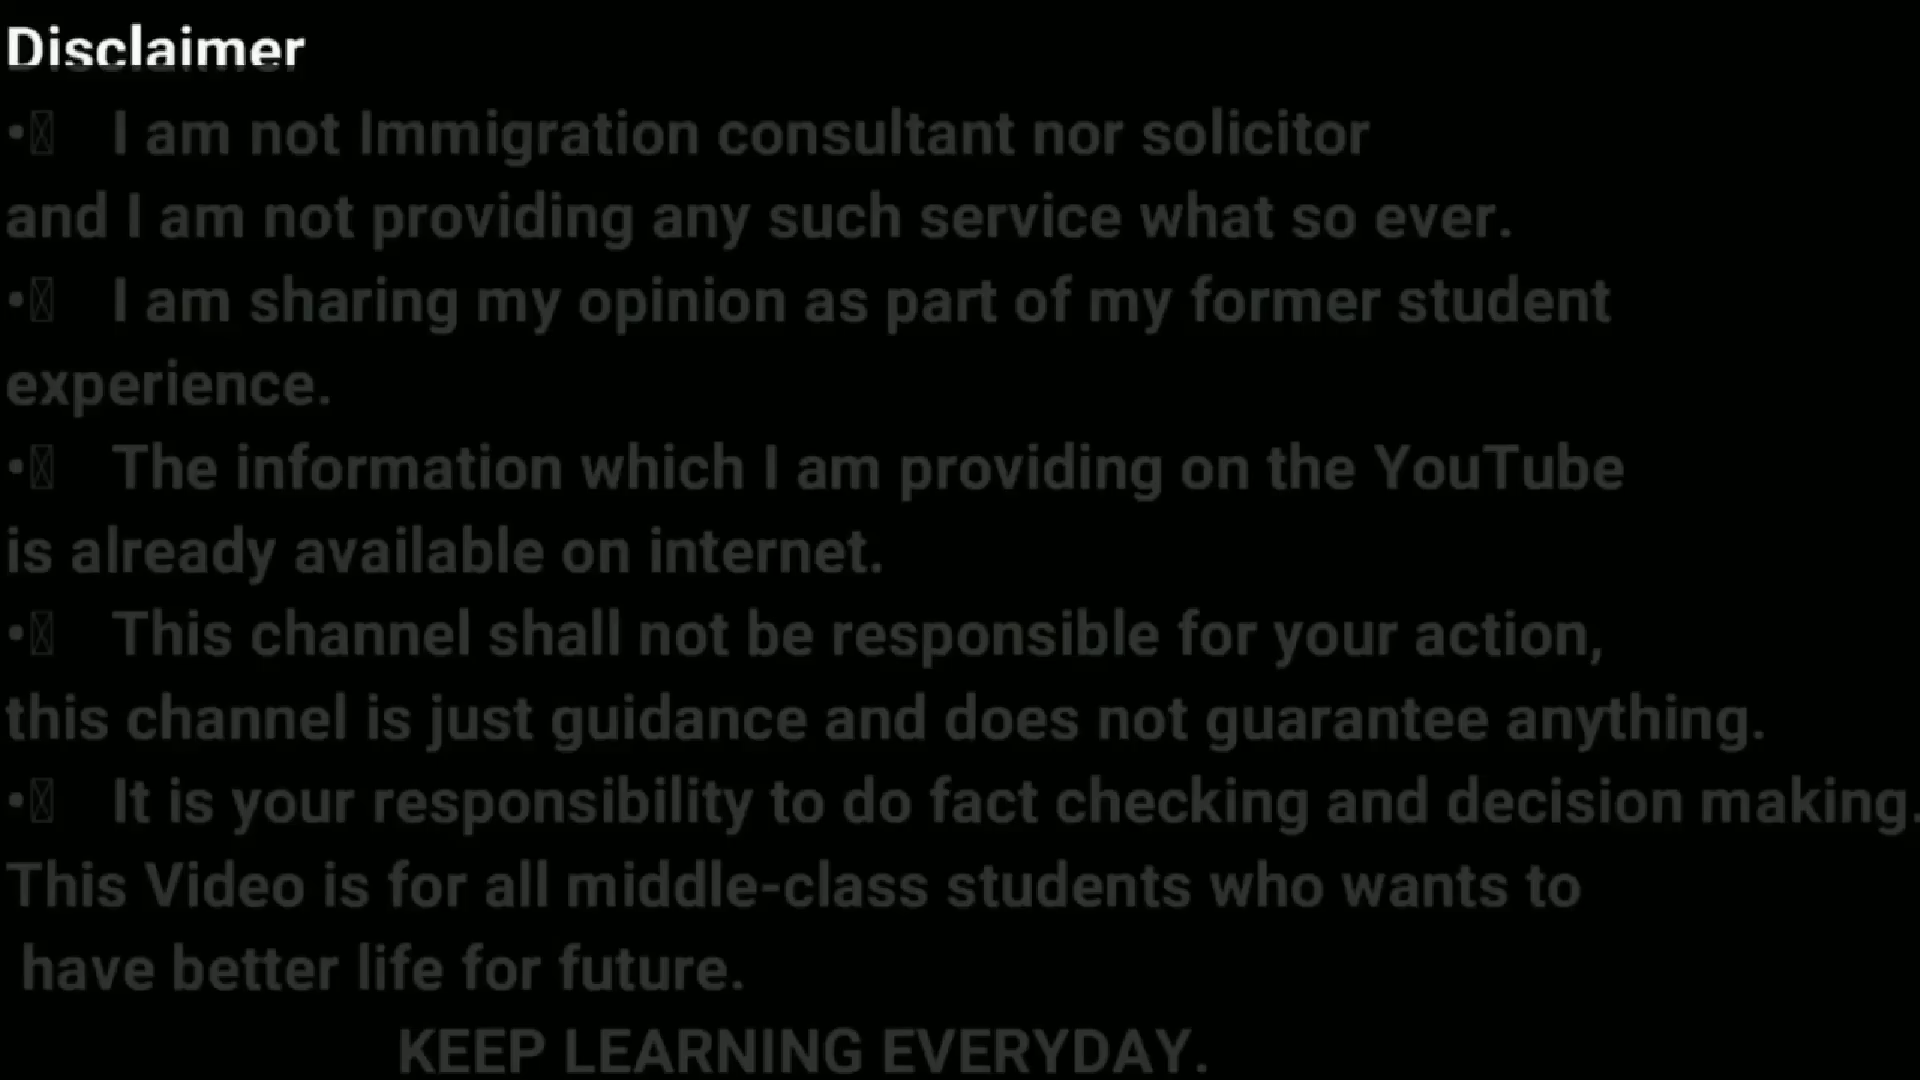 Disclaimer
• I am not Immigration consultant nor solicitor
and I am not providing any such service what so ever.
• I am sharing my opinion as part of my former student
experience.
• The information which I am providing on the YouTube
is already available on internet.
• This channel shall not be responsible for your action,
this channel is just guidance and does not guarantee anything.
• It is your responsibility to do fact checking and decision making.
This Video is for all middle-class students who wants to
have better life for future.
KEEP LEARNING EVERYDAY.